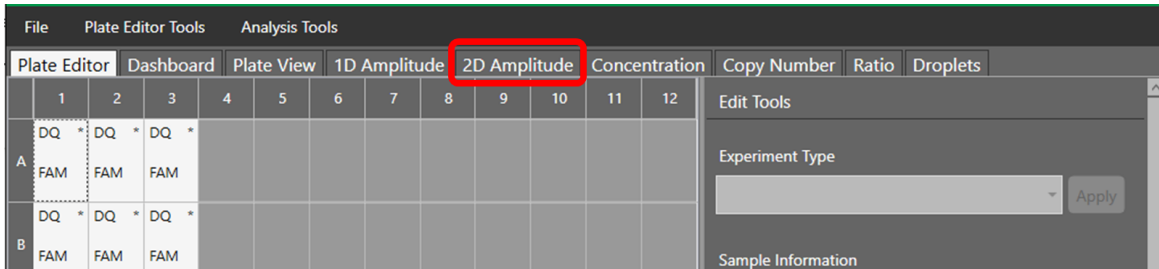 File Plate Editor Tools Analysis Tools
Plate Editor Dashboard Plate View 1D Amplitude 2D Amplitude Concentration Copy Number Ratio Droplets
1 2 3 4 5 6 7 8 9 10 11 12
Edit Tools
A
DQ * DQ * DQ *
FAM FAM FAM
Experiment Type
Apply
B
DQ * DQ * DQ *
FAM FAM FAM
Sample Information